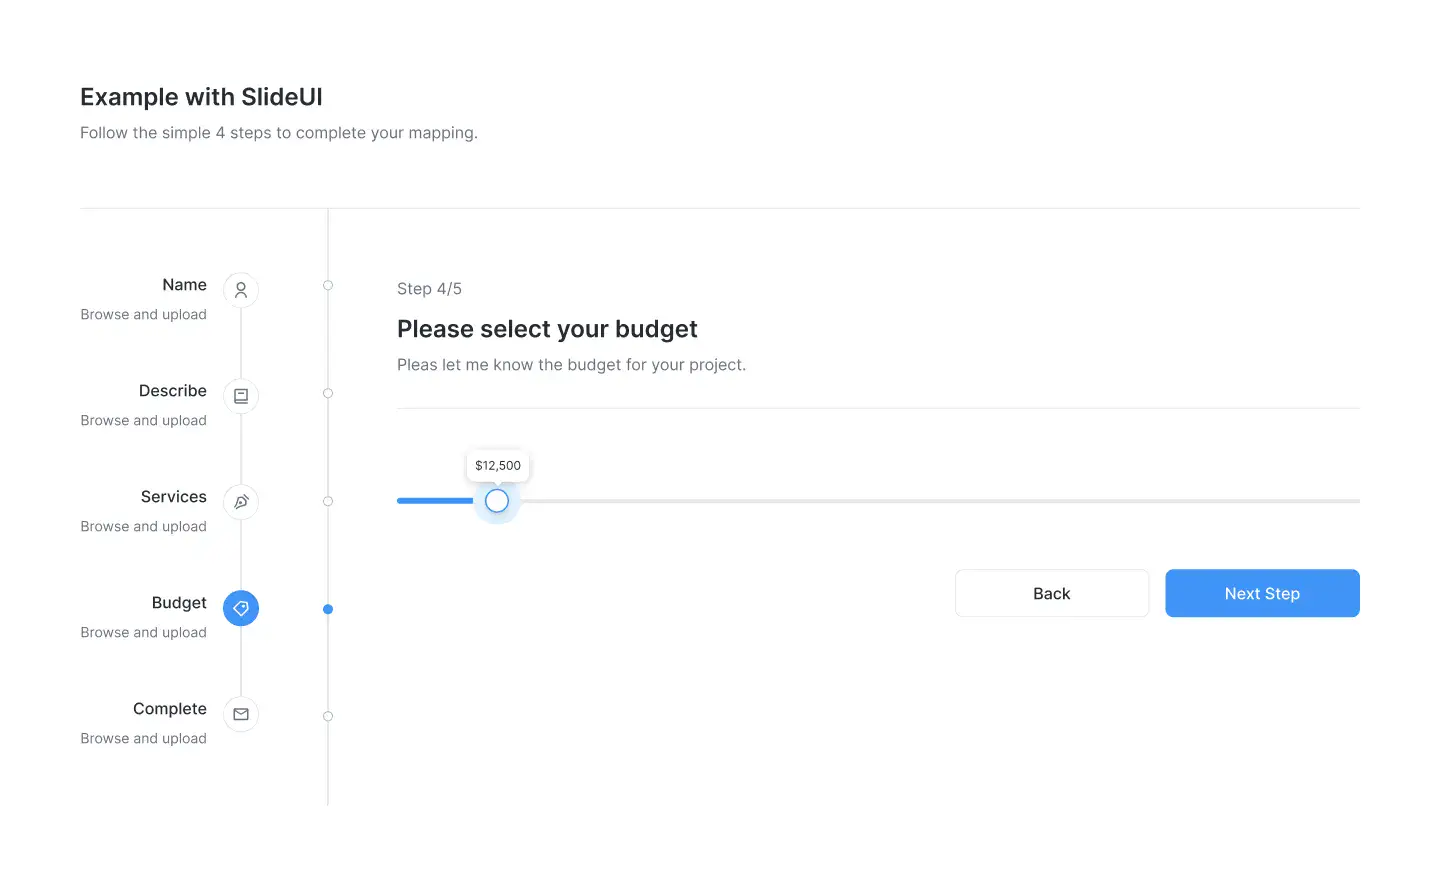 Example with SlideUI
Follow the simple 4 steps to complete your mapping.
Name
Browse and upload
Describe
Browse and upload
Services
Browse and upload
Budget
Browse and upload
Complete
Browse and upload
Step 4/5
Please select your budget
Pleas let me know the budget for your project.
$12,500
Back
Next Step